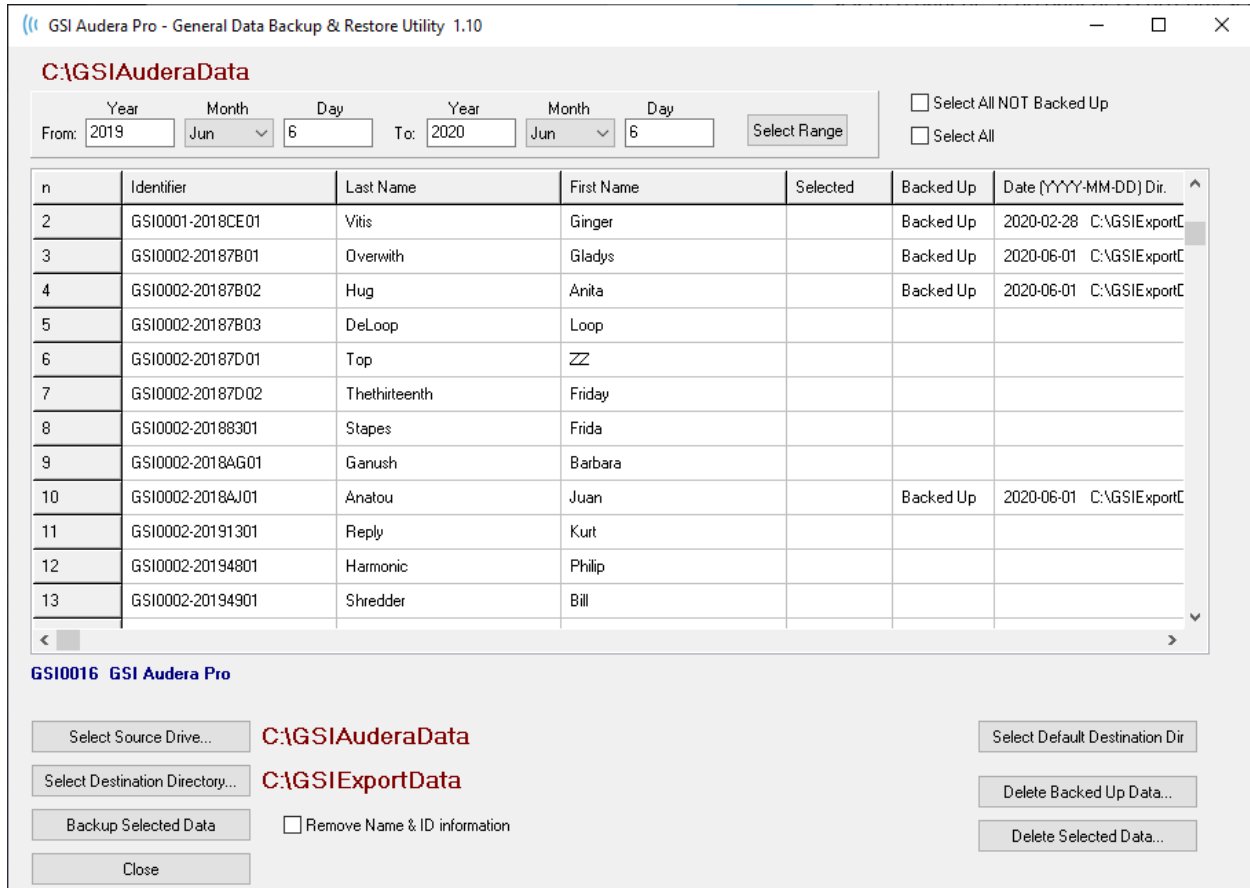 GSI Audera Pro - General Data Backup & Restore Utility 1.10
C:\GSIAuderaData
Year Month Day Year Month Day
From: 2019 Jun 6 To: 2020 Jun 6 Select Range
Select All NOT Backed Up
Select All
n Identifier Last Name First Name Selected Backed Up Date (YYYY-MM-DD) Dir.
2 GSI0001-2018CE01 Vitis Ginger Backed Up 2020-02-28 C:\GSIExportD
3 GSI0002-20187B01 Overwith Gladys Backed Up 2020-06-01 C:\GSIExportD
4 GSI0002-20187B02 Hug Anita Backed Up 2020-06-01 C:\GSIExportD
5 GSI0002-20187B03 DeLoop Loop
6 GSI0002-20187D01 Top ZZ
7 GSI0002-20187D02 Thethirteenth Friday
8 GSI0002-20188301 Stapes Frida
9 GSI0002-2018AG01 Ganush Barbara
10 GSI0002-2018AJ01 Anatou Juan Backed Up 2020-06-01 C:\GSIExportD
11 GSI0002-20191301 Reply Kurt
12 GSI0002-20194801 Harmonic Philip
13 GSI0002-20194901 Shredder Bill
GSI0016 GSI Audera Pro
Select Source Drive... C:\GSIAuderaData Select Default Destination Dir
Select Destination Directory... C:\GSIExportData Delete Backed Up Data...
Backup Selected Data Remove Name & ID information Delete Selected Data...
Close